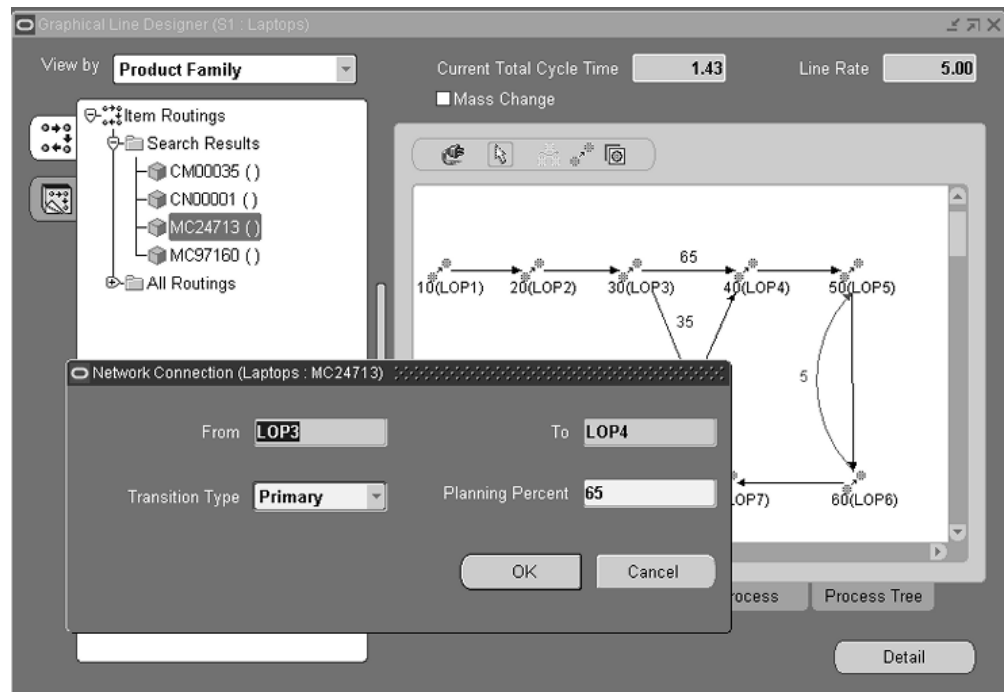 Graphical Line Designer (S1 : Laptops)
View by Product Family
Current Total Cycle Time 1.43 Line Rate 5.00
Mass Change
Item Routings
Search Results
CM00035 ( )
CN00001 ( )
MC24713 ( )
MC97160 ( )
All Routings
65
10(LOP1) 20(LOP2) 30(LOP3) 40(LOP4) 50(LOP5)
35
5
LOP7) 60(LOP6)
Network Connection (Laptops : MC24713)
From LOP3 To LOP4
Transition Type Primary Planning Percent 65
OK Cancel
rocess Process Tree
Detail